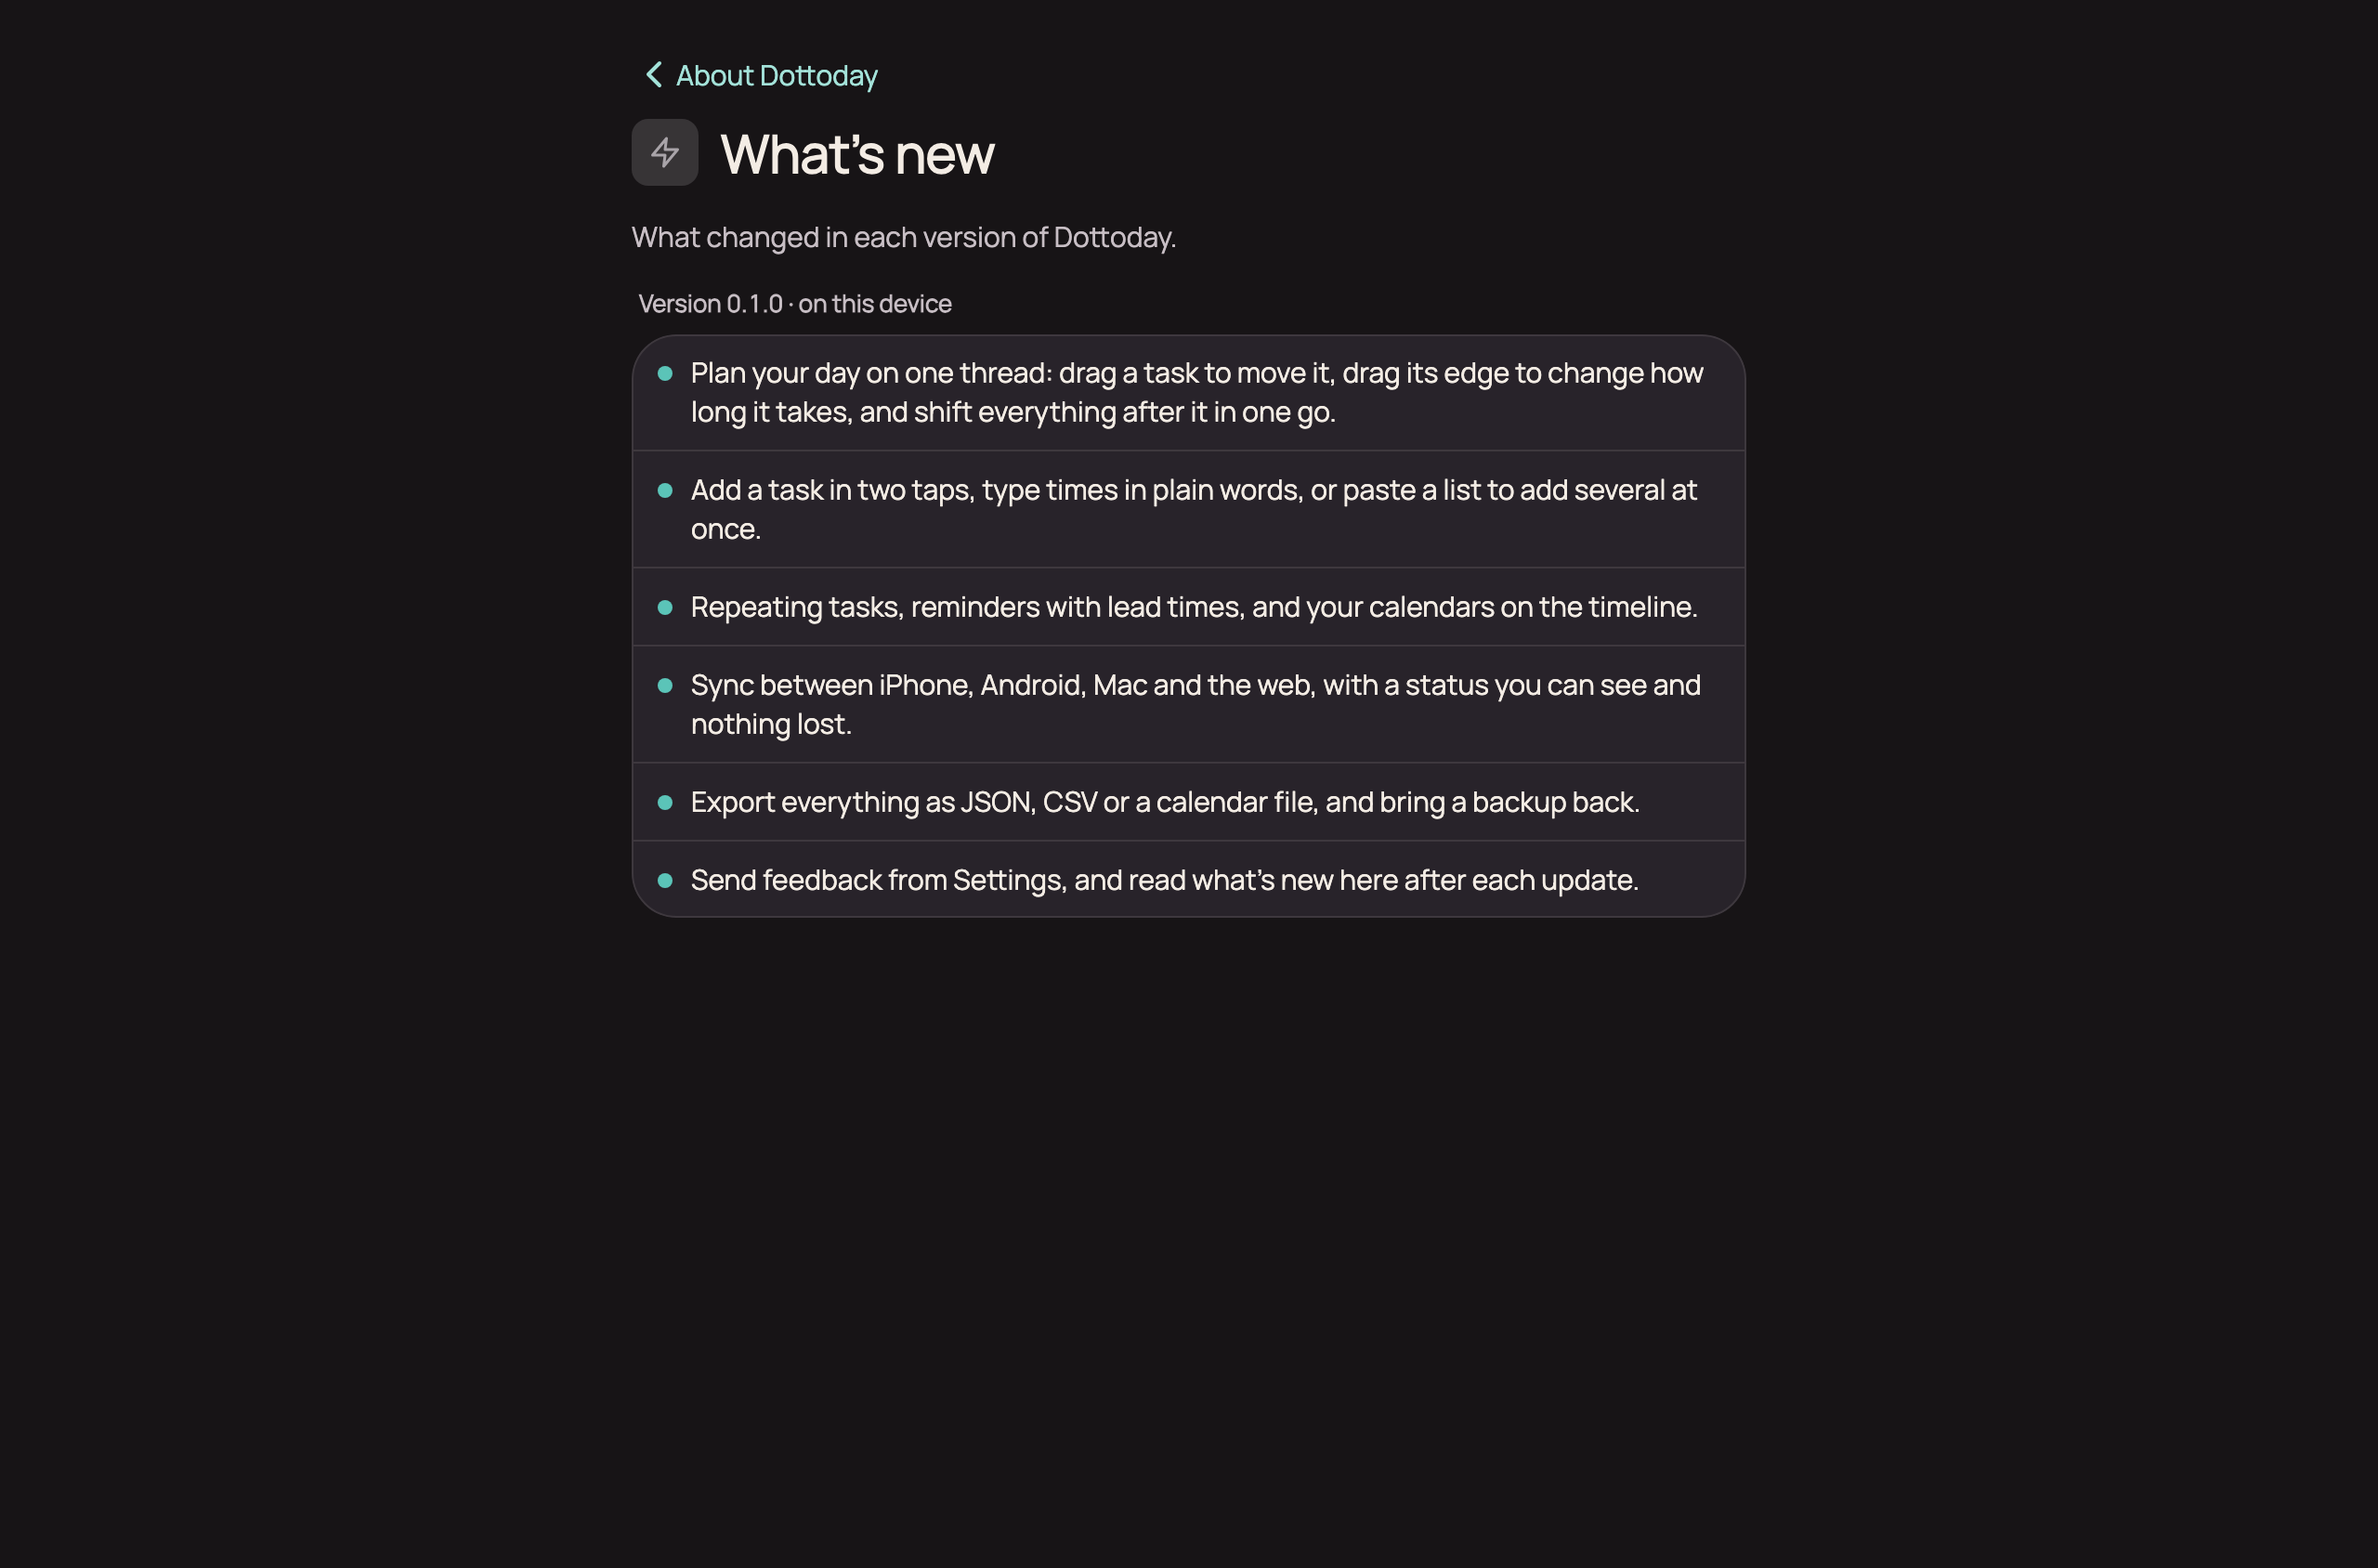 About Dottoday
What’s new
What changed in each version of Dottoday.
Version 0.1.0 · on this device
Plan your day on one thread: drag a task to move it, drag its edge to change how
long it takes, and shift everything after it in one go.
Add a task in two taps, type times in plain words, or paste a list to add several at
once.
Repeating tasks, reminders with lead times, and your calendars on the timeline.
Sync between iPhone, Android, Mac and the web, with a status you can see and
nothing lost.
Export everything as JSON, CSV or a calendar file, and bring a backup back.
Send feedback from Settings, and read what’s new here after each update.